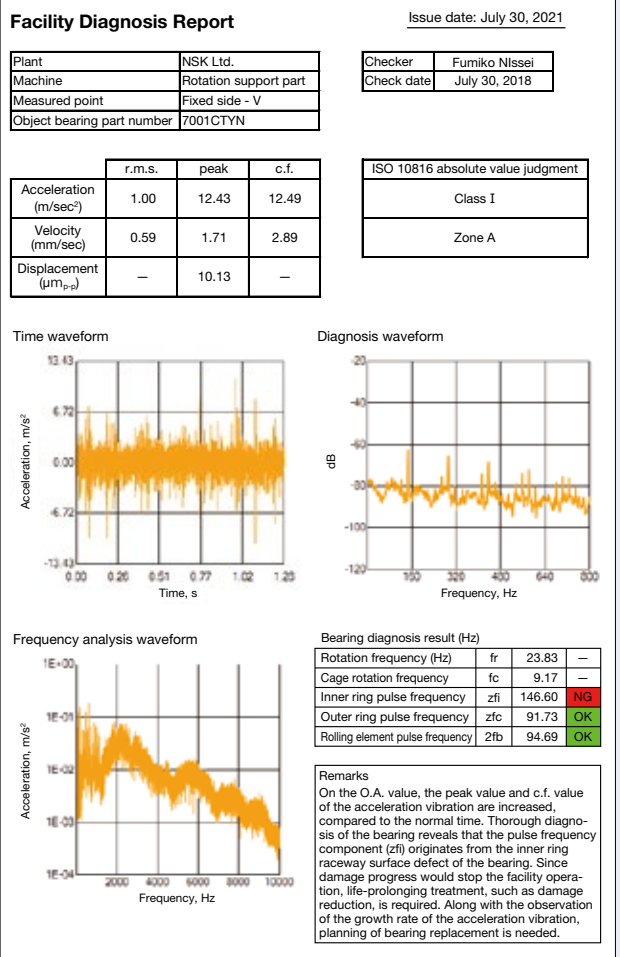 Facility Diagnosis Report
Issue date: July 30, 2021
Plant NSK Ltd.
Machine Rotation support part
Measured point Fixed side - V
Object bearing part number 7001CTYN
Checker Fumiko NIssei
Check date July 30, 2018
r.m.s. peak c.f.
Acceleration (m/sec²) 1.00 12.43 12.49
Velocity (mm/sec) 0.59 1.71 2.89
Displacement (μm p-p) — 10.13 —
ISO 10816 absolute value judgment
Class I
Zone A
Time waveform
Acceleration, m/s²
13.43
6.72
0.00
-6.72
-13.43
0.00 0.26 0.51 0.77 1.02 1.28
Time, s
Diagnosis waveform
dB
-20
-40
-60
-80
-100
-120
160 320 480 640 800
Frequency, Hz
Frequency analysis waveform
Acceleration, m/s²
1E+00
1E-01
1E-02
1E-03
1E-04
2000 4000 6000 8000 10000
Frequency, Hz
Bearing diagnosis result (Hz)
Rotation frequency (Hz) fr 23.83 —
Cage rotation frequency fc 9.17 —
Inner ring pulse frequency zfi 146.60 NG
Outer ring pulse frequency zfc 91.73 OK
Rolling element pulse frequency 2fb 94.69 OK
Remarks
On the O.A. value, the peak value and c.f. value
of the acceleration vibration are increased,
compared to the normal time. Thorough diagno-
sis of the bearing reveals that the pulse frequency
component (zfi) originates from the inner ring
raceway surface defect of the bearing. Since
damage progress would stop the facility opera-
tion, life-prolonging treatment, such as damage
reduction, is required. Along with the observation
of the growth rate of the acceleration vibration,
planning of bearing replacement is needed.